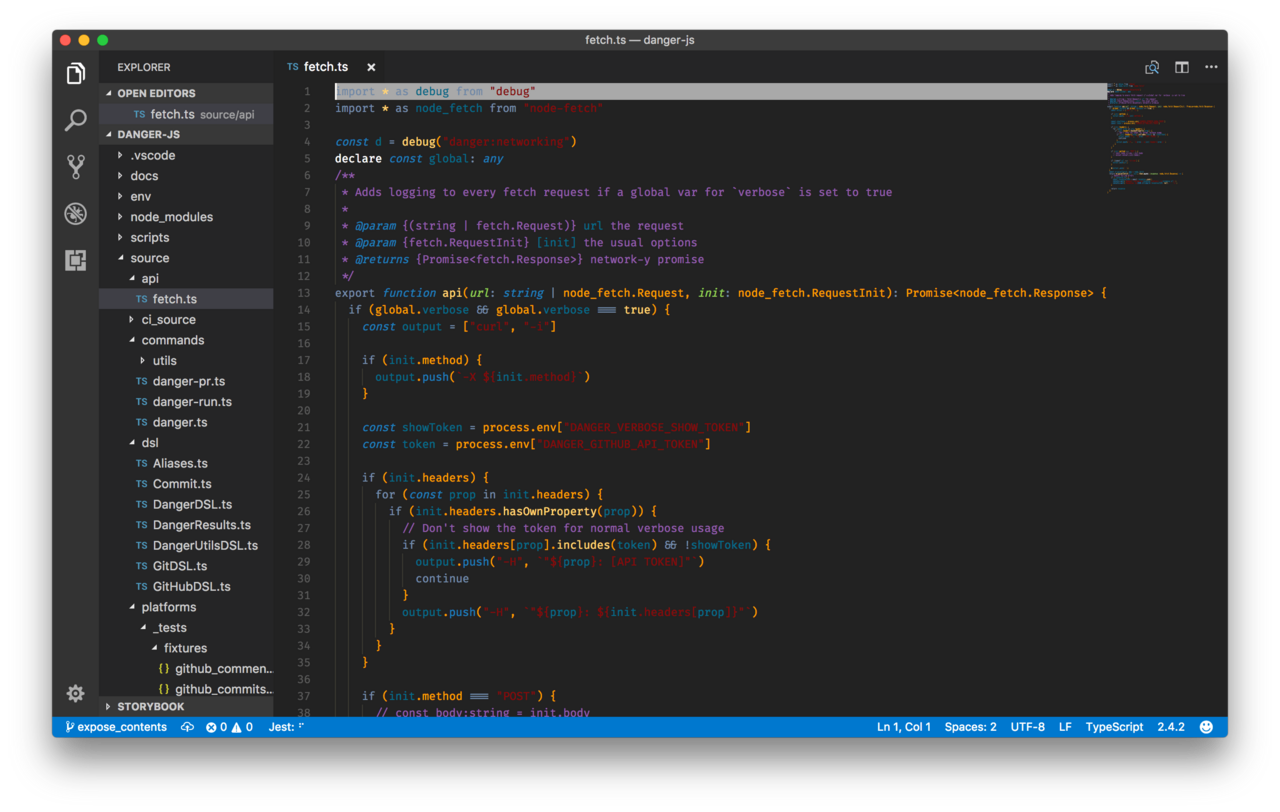 fetch.ts — danger-js
EXPLORER
OPEN EDITORS
TS fetch.ts source/api
DANGER-JS
.vscode
docs
env
node_modules
scripts
source
api
TS fetch.ts
ci_source
commands
utils
TS danger-pr.ts
TS danger-run.ts
TS danger.ts
dsl
TS Aliases.ts
TS Commit.ts
TS DangerDSL.ts
TS DangerResults.ts
TS DangerUtilsDSL.ts
TS GitDSL.ts
TS GitHubDSL.ts
platforms
_tests
fixtures
{} github_commen...
{} github_commits...
STORYBOOK
TS fetch.ts ×
1 import * as debug from "debug"
2 import * as node_fetch from "node-fetch"
3
4 const d = debug("danger:networking")
5 declare const global: any
6 /**
7 * Adds logging to every fetch request if a global var for `verbose` is set to true
8 *
9 * @param {(string | fetch.Request)} url the request
10 * @param {fetch.RequestInit} [init] the usual options
11 * @returns {Promise<fetch.Response>} network-y promise
12 */
13 export function api(url: string | node_fetch.Request, init: node_fetch.RequestInit): Promise<node_fetch.Response> {
14 if (global.verbose && global.verbose === true) {
15 const output = ["curl", "-i"]
16
17 if (init.method) {
18 output.push(`-X ${init.method}`)
19 }
20
21 const showToken = process.env["DANGER_VERBOSE_SHOW_TOKEN"]
22 const token = process.env["DANGER_GITHUB_API_TOKEN"]
23
24 if (init.headers) {
25 for (const prop in init.headers) {
26 if (init.headers.hasOwnProperty(prop)) {
27 // Don't show the token for normal verbose usage
28 if (init.headers[prop].includes(token) && !showToken) {
29 output.push("-H", `"${prop}: [API TOKEN]"`)
30 continue
31 }
32 output.push("-H", `"${prop}: ${init.headers[prop]}"`)
33 }
34 }
35 }
36
37 if (init.method === "POST") {
38 // const body:string = init.body
expose_contents 0 0 Jest: Ln 1, Col 1 Spaces: 2 UTF-8 LF TypeScript 2.4.2